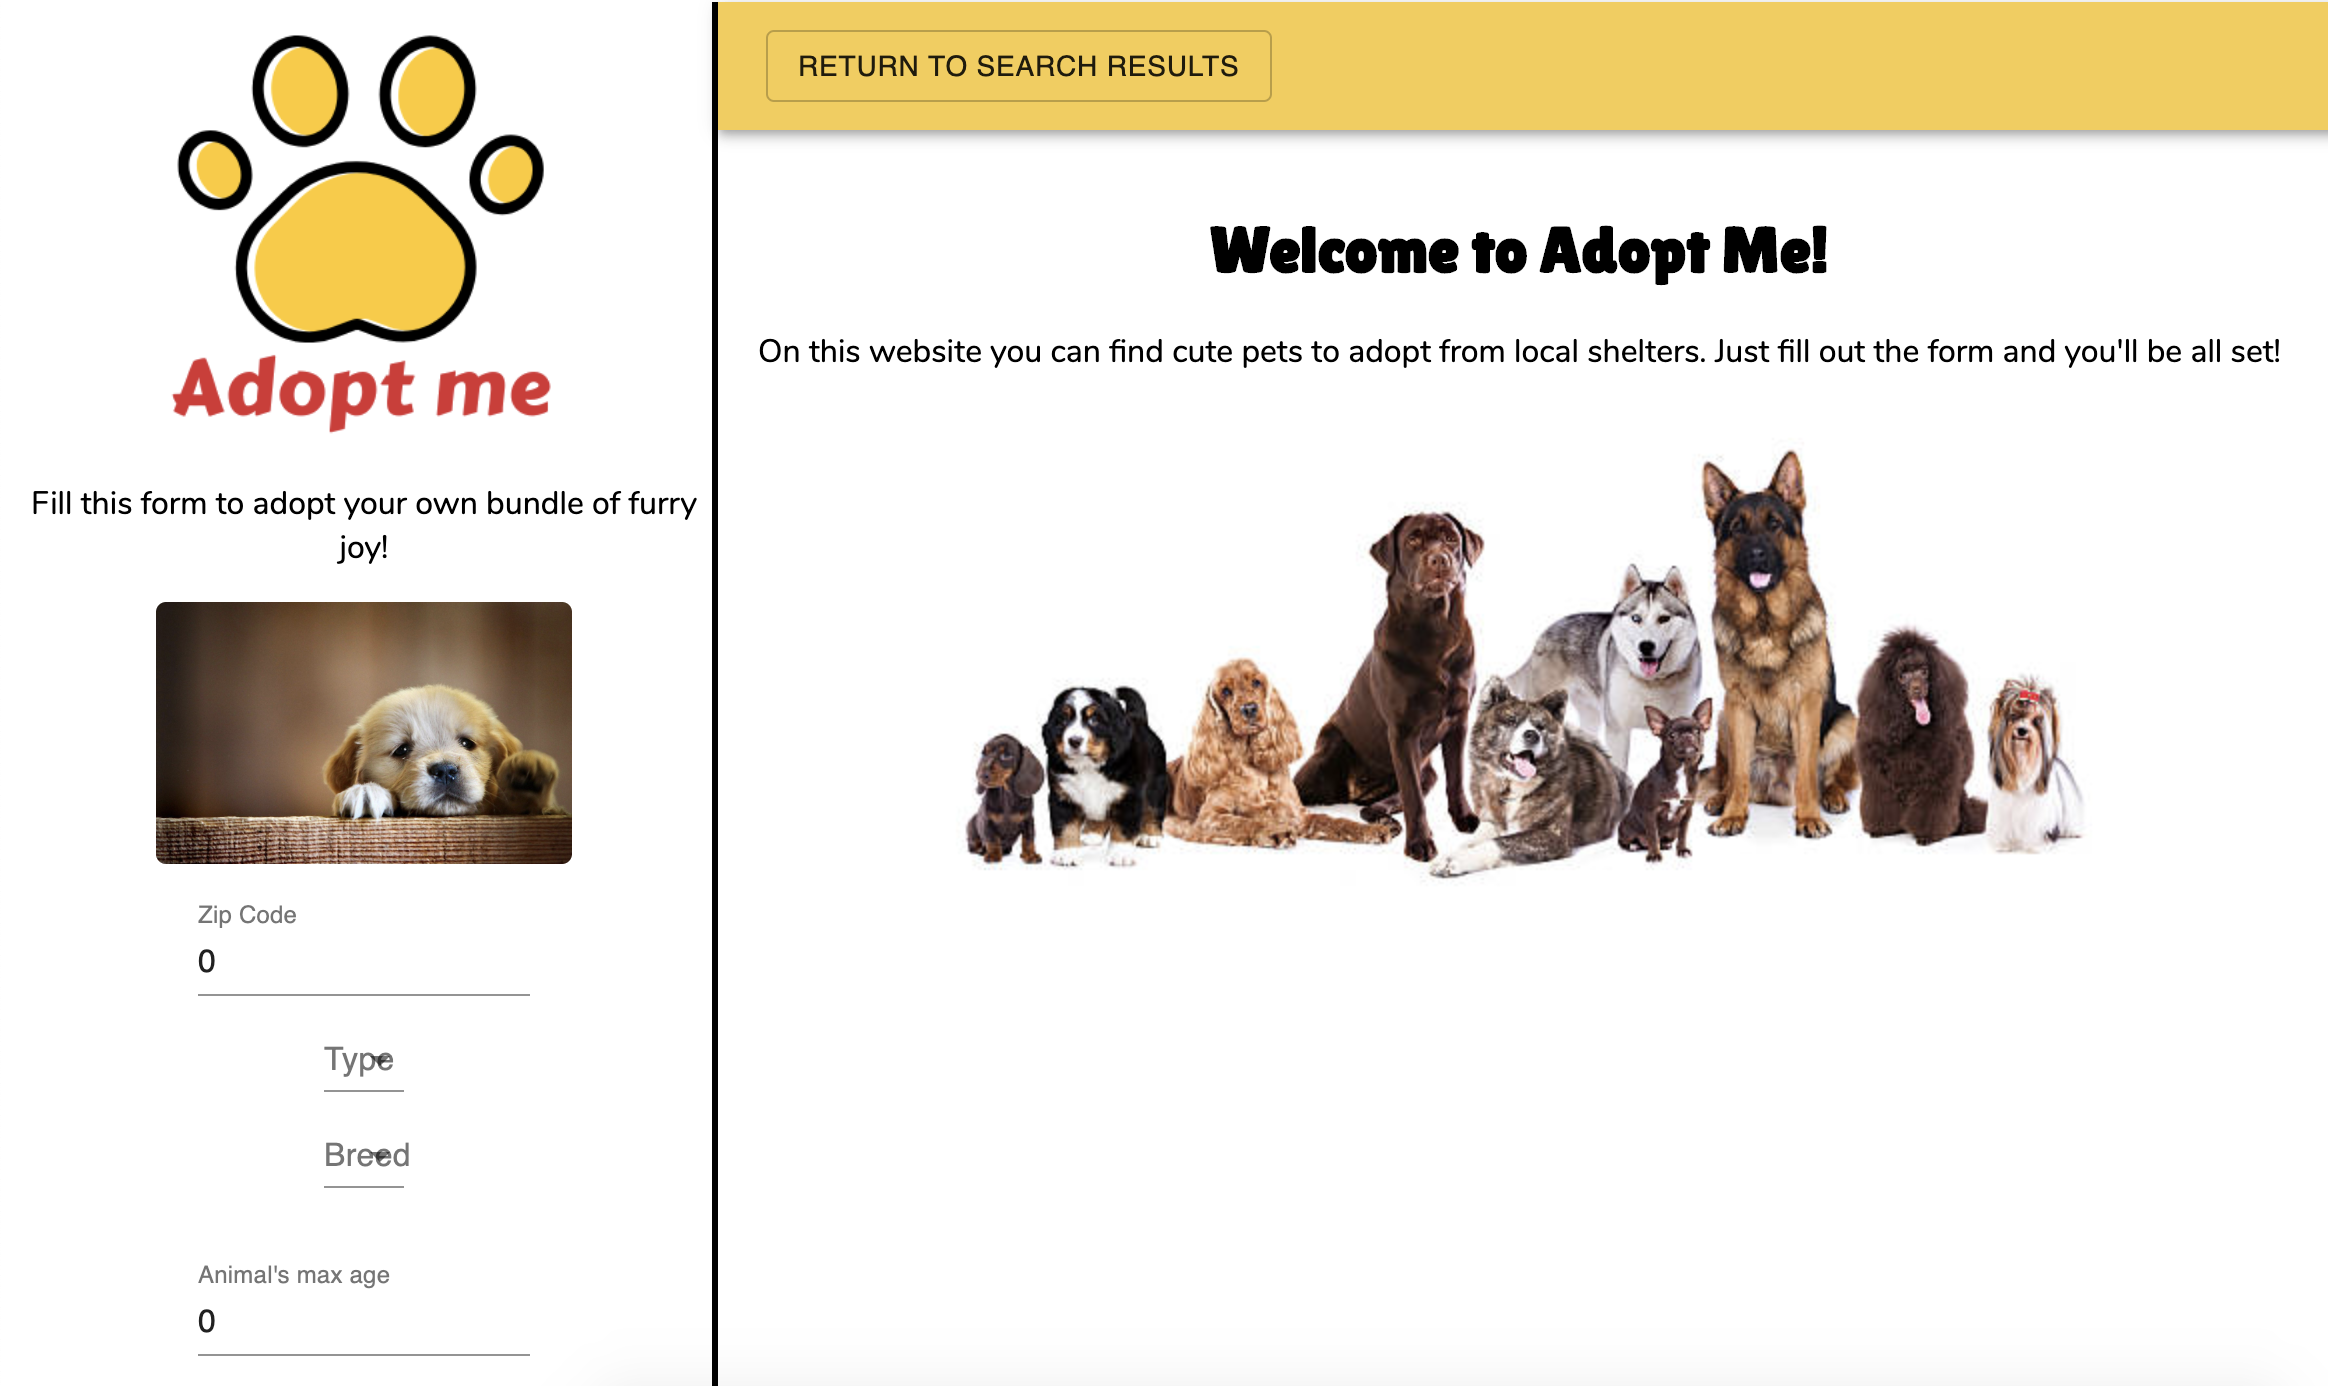 Adopt me
Fill this form to adopt your own bundle of furry
joy!
Zip Code
0
Type
Breed
Animal's max age
0
RETURN TO SEARCH RESULTS
Welcome to Adopt Me!
On this website you can find cute pets to adopt from local shelters. Just fill out the form and you'll be all set!